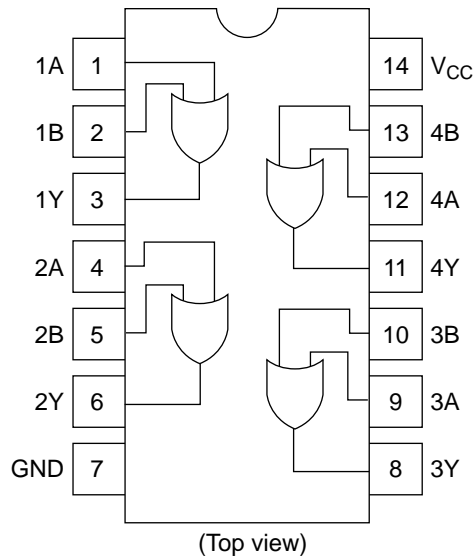 1A 1 14 VCC
1B 2 13 4B
1Y 3 12 4A
2A 4 11 4Y
2B 5 10 3B
2Y 6 9 3A
GND 7 8 3Y
(Top view)